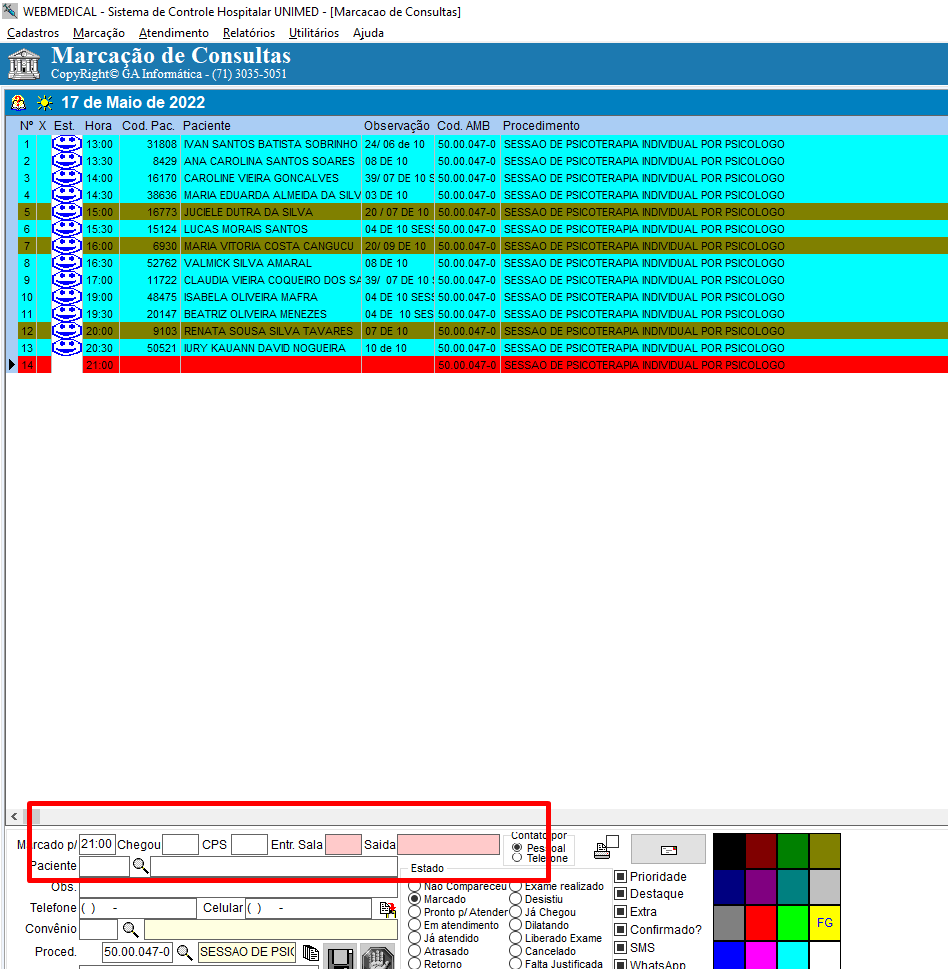 WEBMEDICAL - Sistema de Controle Hospitalar UNIMED - [Marcacao de Consultas]
Cadastros Marcação Atendimento Relatórios Utilitários Ajuda
Marcação de Consultas
CopyRight© GA Informática - (71) 3035-5051
17 de Maio de 2022
Nº X Est. Hora Cod. Pac. Paciente Observação Cod. AMB Procedimento
1 13:00 31808 IVAN SANTOS BATISTA SOBRINHO 24/ 06 de 10 50.00.047-0 SESSAO DE PSICOTERAPIA INDIVIDUAL POR PSICOLOGO
2 13:30 8429 ANA CAROLINA SANTOS SOARES 08 DE 10 50.00.047-0 SESSAO DE PSICOTERAPIA INDIVIDUAL POR PSICOLOGO
3 14:00 16170 CAROLINE VIEIRA GONCALVES 39/ 07 DE 10 S 50.00.047-0 SESSAO DE PSICOTERAPIA INDIVIDUAL POR PSICOLOGO
4 14:30 38636 MARIA EDUARDA ALMEIDA DA SILV 03 DE 10 50.00.047-0 SESSAO DE PSICOTERAPIA INDIVIDUAL POR PSICOLOGO
5 15:00 16773 JUCIELE DUTRA DA SILVA 20 / 07 DE 10 50.00.047-0 SESSAO DE PSICOTERAPIA INDIVIDUAL POR PSICOLOGO
6 15:30 15124 LUCAS MORAIS SANTOS 04 DE 10 SESS 50.00.047-0 SESSAO DE PSICOTERAPIA INDIVIDUAL POR PSICOLOGO
7 16:00 6930 MARIA VITORIA COSTA CANGUCU 20/ 09 DE 10 50.00.047-0 SESSAO DE PSICOTERAPIA INDIVIDUAL POR PSICOLOGO
8 16:30 52762 VALMICK SILVA AMARAL 08 DE 10 50.00.047-0 SESSAO DE PSICOTERAPIA INDIVIDUAL POR PSICOLOGO
9 17:00 11722 CLAUDIA VIEIRA COQUEIRO DOS SA 39/ 07 DE 10 S 50.00.047-0 SESSAO DE PSICOTERAPIA INDIVIDUAL POR PSICOLOGO
10 19:00 48475 ISABELA OLIVEIRA MAFRA 04 DE 10 SESS 50.00.047-0 SESSAO DE PSICOTERAPIA INDIVIDUAL POR PSICOLOGO
11 19:30 20147 BEATRIZ OLIVEIRA MENEZES 04 DE 10 SES 50.00.047-0 SESSAO DE PSICOTERAPIA INDIVIDUAL POR PSICOLOGO
12 20:00 9103 RENATA SOUSA SILVA TAVARES 07 DE 10 50.00.047-0 SESSAO DE PSICOTERAPIA INDIVIDUAL POR PSICOLOGO
13 20:30 50521 IURY KAUANN DAVID NOGUEIRA 10 de 10 50.00.047-0 SESSAO DE PSICOTERAPIA INDIVIDUAL POR PSICOLOGO
14 21:00 50.00.047-0 SESSAO DE PSICOTERAPIA INDIVIDUAL POR PSICOLOGO
Marcado p/ 21:00 Chegou CPS Entr. Sala Saida
Contato por
Pessoal
Telefone
Paciente
Obs.
Telefone ( ) - Celular ( ) -
Convênio
Proced. 50.00.047-0 SESSAO DE PSIC
Estado
Não Compareceu Exame realizado
Marcado Desistiu
Pronto p/ Atender Já Chegou
Em atendimento Dilatando
Já atendido Liberado Exame
Atrasado Cancelado
Retorno Falta Justificada
Prioridade
Destaque
Extra
Confirmado?
SMS
WhatsApp
FG